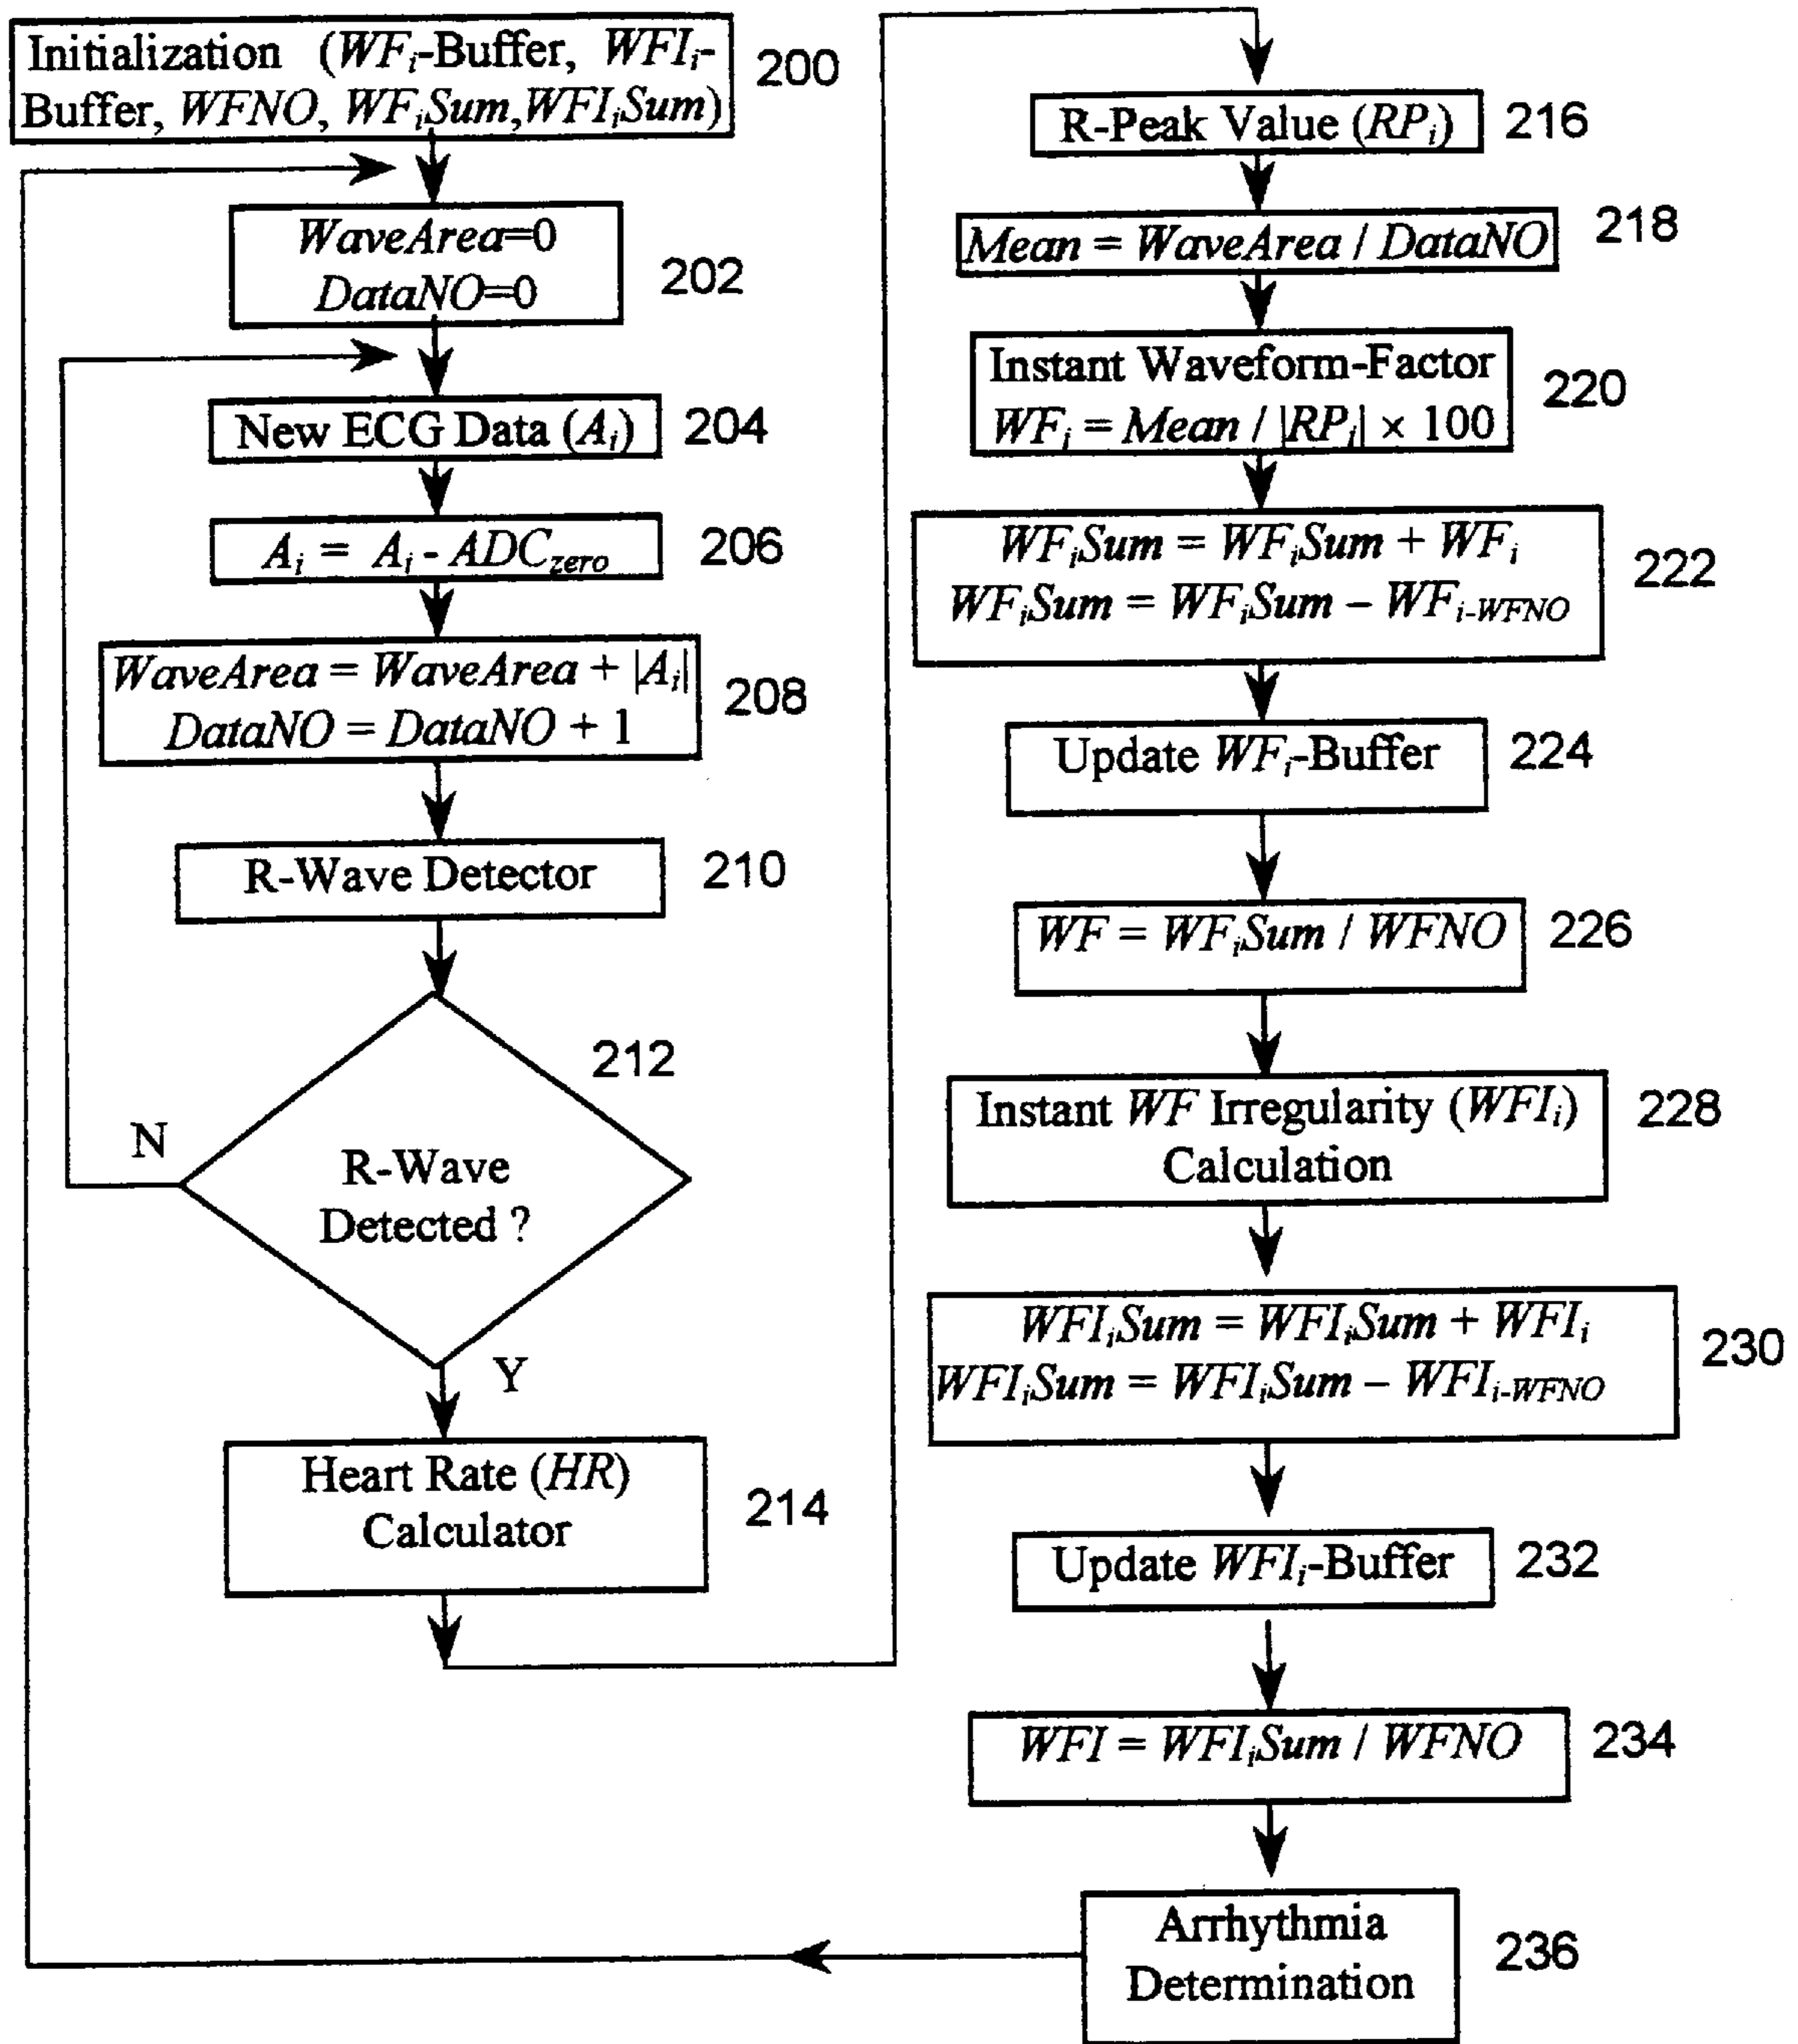 Initialization (WFᵢ-Buffer, WFIᵢ-
Buffer, WFNO, WFᵢSum,WFIᵢSum)
200
WaveArea=0
DataNO=0
202
New ECG Data (Aᵢ)
204
Aᵢ = Aᵢ - ADC_zero
206
WaveArea = WaveArea + |Aᵢ|
DataNO = DataNO + 1
208
R-Wave Detector
210
212
N
R-Wave
Detected ?
Y
Heart Rate (HR)
Calculator
214
R-Peak Value (RPᵢ)
216
Mean = WaveArea / DataNO
218
Instant Waveform-Factor
WFᵢ = Mean / |RPᵢ| × 100
220
WFᵢSum = WFᵢSum + WFᵢ
WFᵢSum = WFᵢSum – WF_i-WFNO
222
Update WFᵢ-Buffer
224
WF = WFᵢSum / WFNO
226
Instant WF Irregularity (WFIᵢ)
Calculation
228
WFIᵢSum = WFIᵢSum + WFIᵢ
WFIᵢSum = WFIᵢSum – WFI_i-WFNO
230
Update WFIᵢ-Buffer
232
WFI = WFIᵢSum / WFNO
234
Arrhythmia
Determination
236